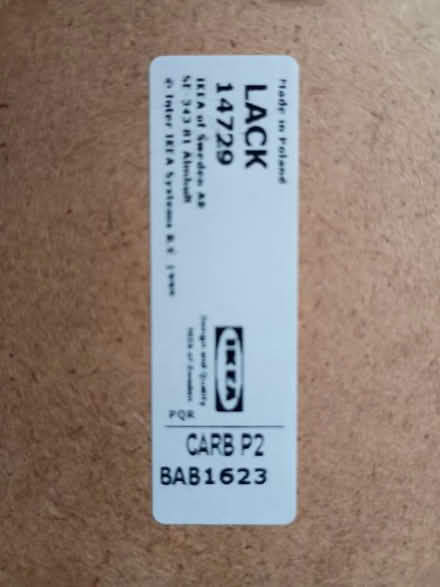 Made in Poland
LACK
14729
IKEA of Sweden AB
SE-343 81 Älmhult
© Inter IKEA Systems B.V. 1999
IKEA
Design and Quality
IKEA of Sweden
PQR
CARB P2
BAB1623